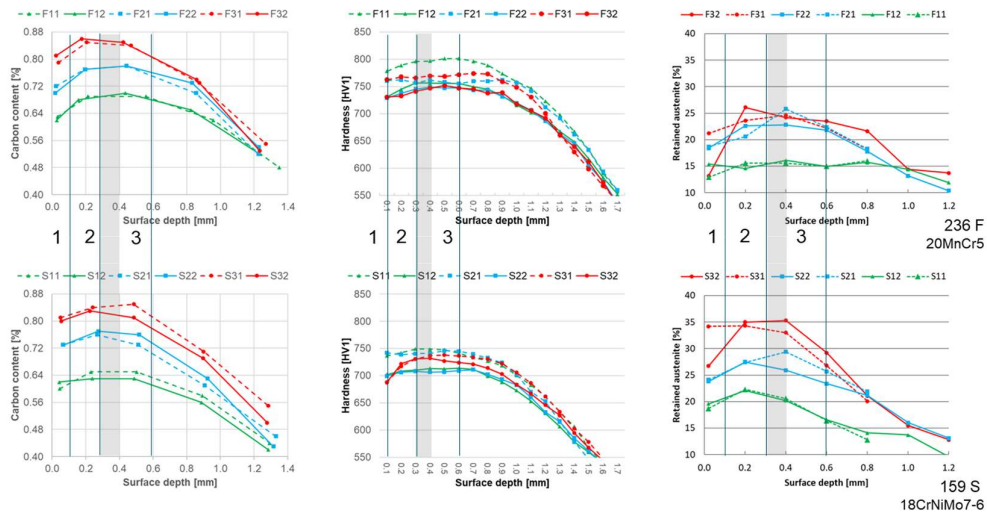 F11 F12 F21 F22 F31 F32
Carbon content [%]
0.88
0.80
0.72
0.64
0.56
0.48
0.40
0.0 0.2 0.4 0.6 0.8 1.0 1.2 1.4
Surface depth [mm]
F11 F12 F21 F22 F31 F32
Hardness [HV1]
850
800
750
700
650
600
550
0.1 0.2 0.3 0.4 0.5 0.6 0.7 0.8 0.9 1.0 1.1 1.2 1.3 1.4 1.5 1.6 1.7
Surface depth [mm]
F32 F31 F22 F21 F12 F11
Retained austenite [%]
40
35
30
25
20
15
10
0.0 0.2 0.4 0.6 0.8 1.0 1.2
Surface depth [mm]
236 F
20MnCr5
1 2 3
1 2 3
1 2 3
S11 S12 S21 S22 S31 S32
Carbon content [%]
0.88
0.80
0.72
0.64
0.56
0.48
0.40
0.0 0.2 0.4 0.6 0.8 1.0 1.2 1.4
Surface depth [mm]
S11 S12 S21 S22 S31 S32
Hardness [HV1]
850
800
750
700
650
600
550
0.1 0.2 0.3 0.4 0.5 0.6 0.7 0.8 0.9 1.0 1.1 1.2 1.3 1.4 1.5 1.6 1.7
Surface depth [mm]
S32 S31 S22 S21 S12 S11
Retained austenite [%]
40
35
30
25
20
15
10
0.0 0.2 0.4 0.6 0.8 1.0 1.2
Surface depth [mm]
159 S
18CrNiMo7-6